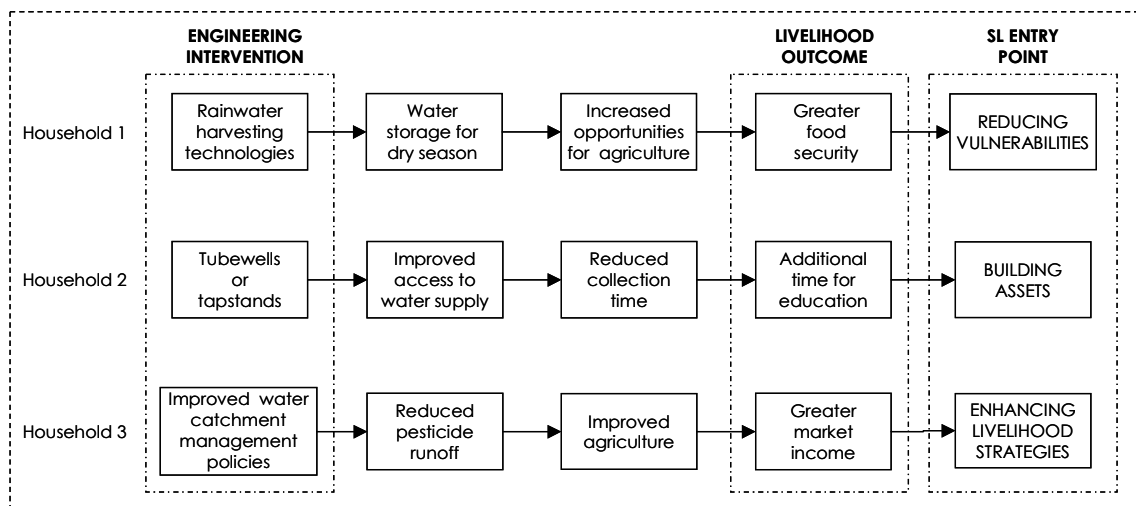 ENGINEERING
INTERVENTION
LIVELIHOOD
OUTCOME
SL ENTRY
POINT
Household 1
Rainwater
harvesting
technologies
Water
storage for
dry season
Increased
opportunities
for agriculture
Greater
food
security
REDUCING
VULNERABILITIES
Household 2
Tubewells
or
tapstands
Improved
access to
water supply
Reduced
collection
time
Additional
time for
education
BUILDING
ASSETS
Household 3
Improved water
catchment
management
policies
Reduced
pesticide
runoff
Improved
agriculture
Greater
market
income
ENHANCING
LIVELIHOOD
STRATEGIES